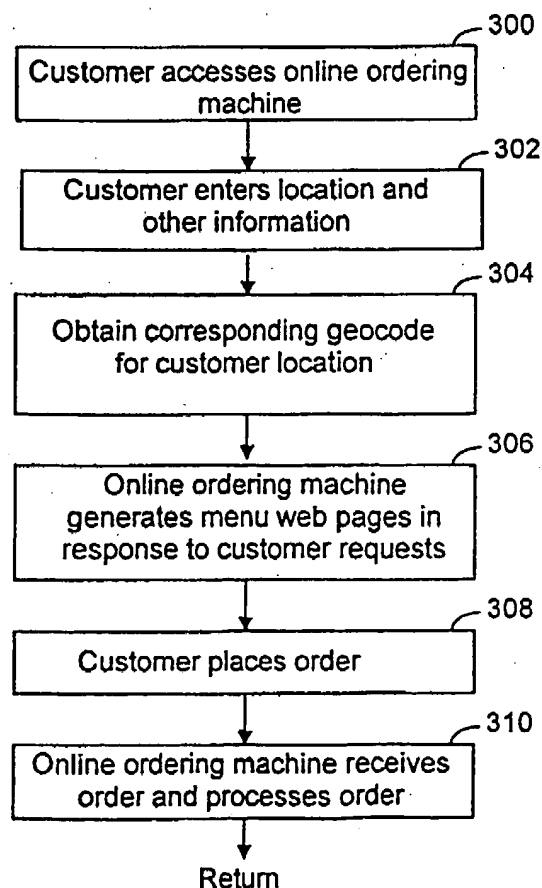 300
Customer accesses online ordering
machine
302
Customer enters location and
other information
304
Obtain corresponding geocode
for customer location
306
Online ordering machine
generates menu web pages in
response to customer requests
308
Customer places order
310
Online ordering machine receives
order and processes order
Return